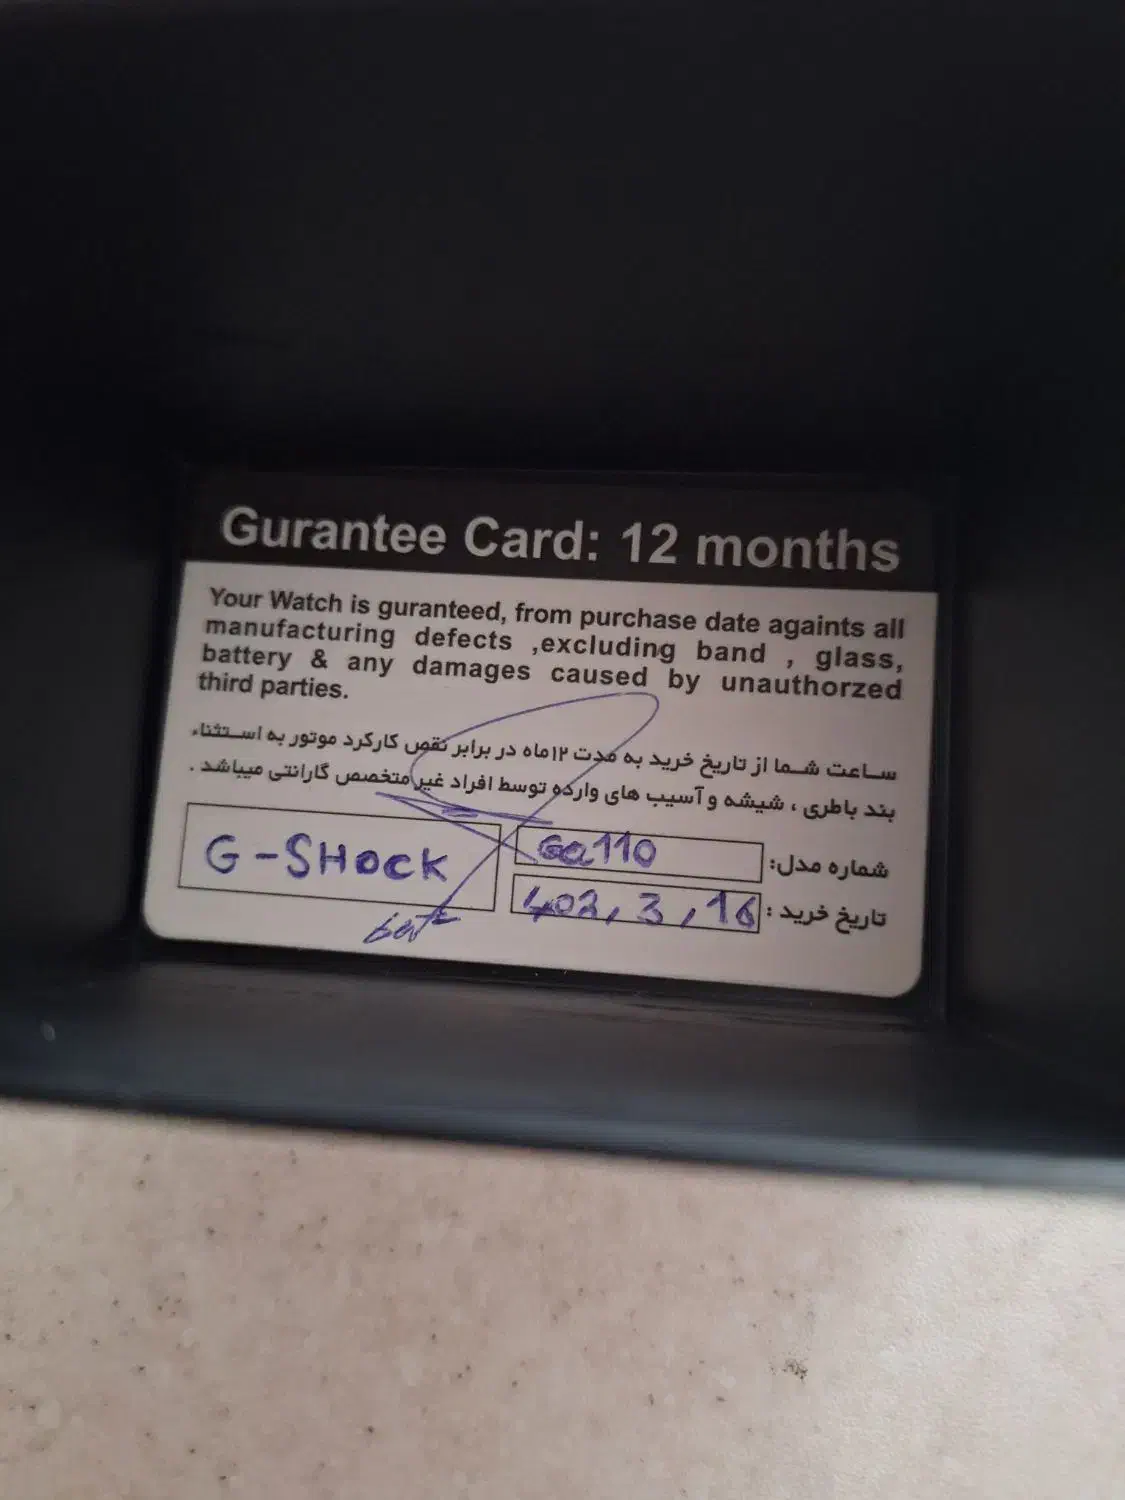 Gurantee Card: 12 months
Your Watch is guranteed, from purchase date againts all
manufacturing defects ,excluding band , glass,
battery & any damages caused by unauthorzed
third parties.
ساعت شما از تاریخ خرید به مدت ۱۲ماه در برابر نقص کارکرد موتور به استثناء
بند باطری ، شیشه و آسیب های وارده توسط افراد غیر متخصص گارانتی میباشد .
شماره مدل: Ga110
G-SHOCK
تاریخ خرید : 402, 3, 16